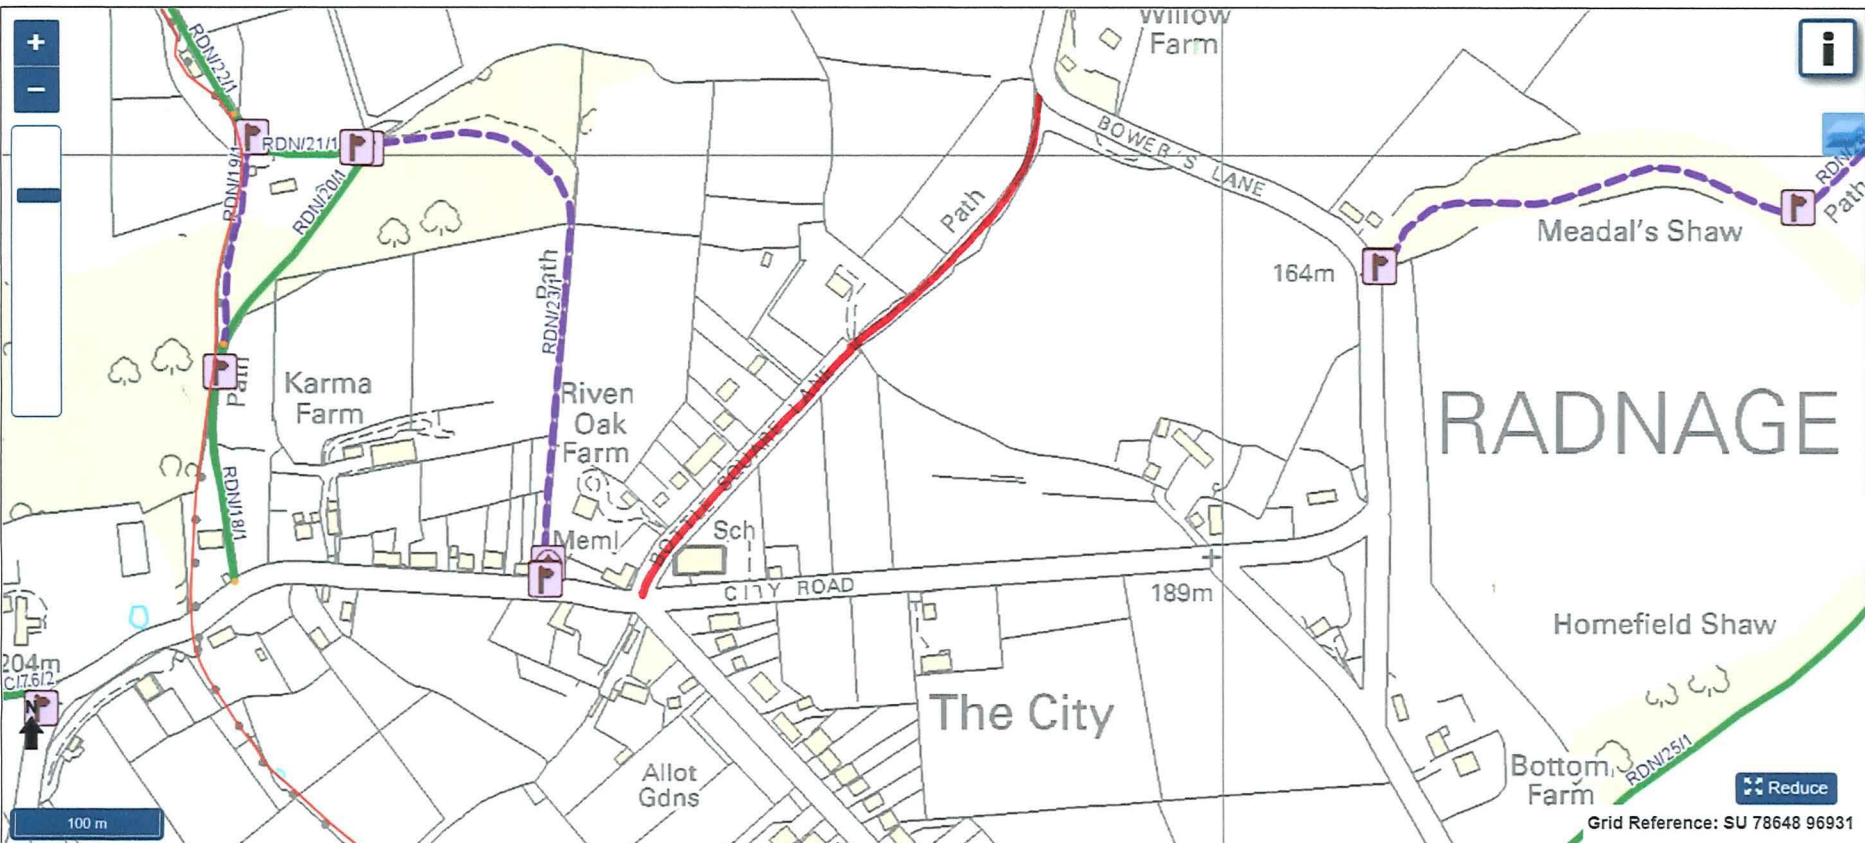 +
−
Willow
Farm
i
RDN/22/1
RDN/21/1
RDN/19/1
RDN/20/1
BOWER'S LANE
Path
Path
Meadal's Shaw
164m
Path
RDN/23/1
Karma
Farm
Riven
Oak
Farm
RADNAGE
LANE
RDN/18/1
Meml
Sch
CITY ROAD
189m
Homefield Shaw
204m
N
The City
Allot
Gdns
Bottom
Farm
RDN/25/1
Reduce
100 m
Grid Reference: SU 78648 96931